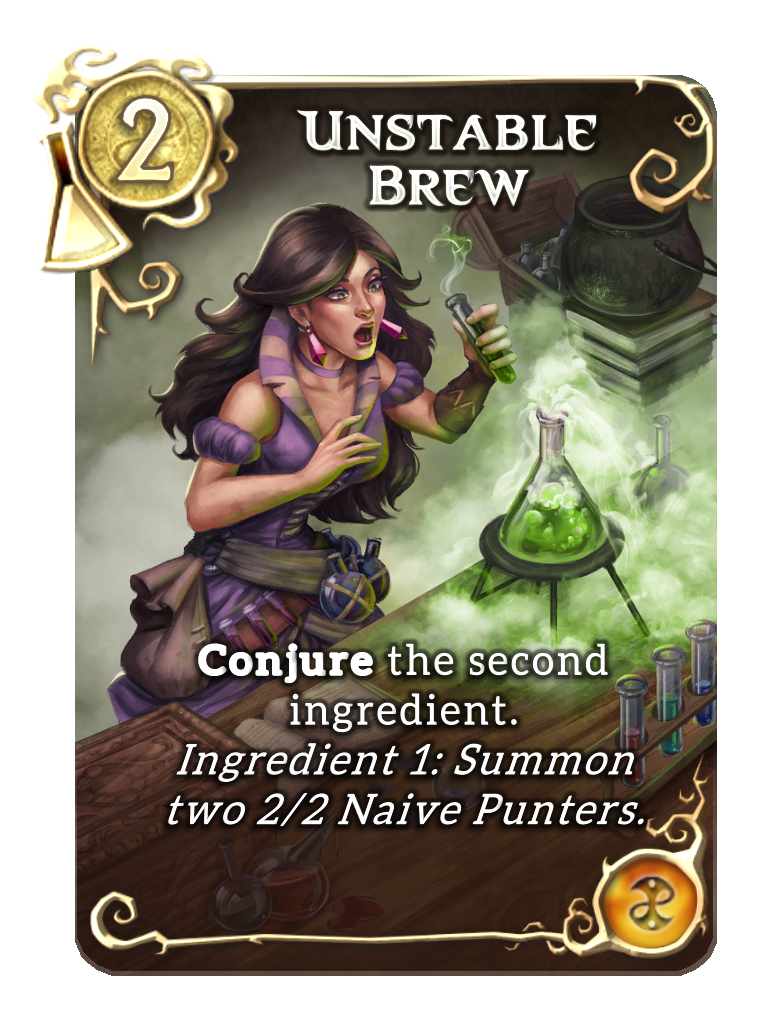 2
UNSTABLE
BREW
Conjure the second
ingredient.
Ingredient 1: Summon
two 2/2 Naive Punters.